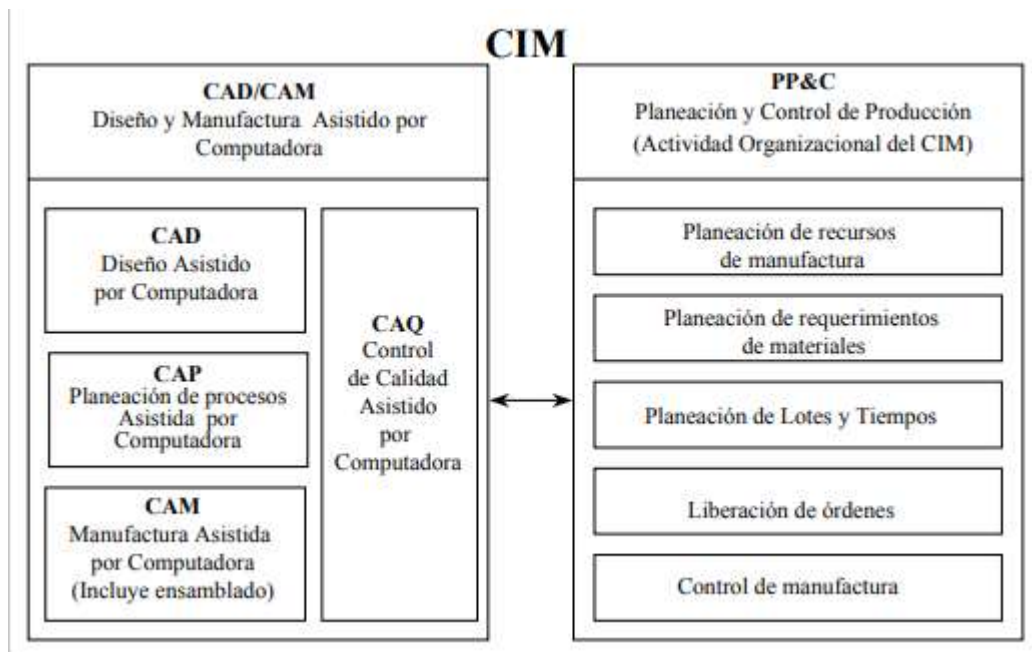 CIM
CAD/CAM
Diseño y Manufactura Asistido por
Computadora
CAD
Diseño Asistido
por Computadora
CAP
Planeación de procesos
Asistida por
Computadora
CAM
Manufactura Asistida
por Computadora
(Incluye ensamblado)
CAQ
Control
de Calidad
Asistido
por
Computadora
PP&C
Planeación y Control de Producción
(Actividad Organizacional del CIM)
Planeación de recursos
de manufactura
Planeación de requerimientos
de materiales
Planeación de Lotes y Tiempos
Liberación de órdenes
Control de manufactura